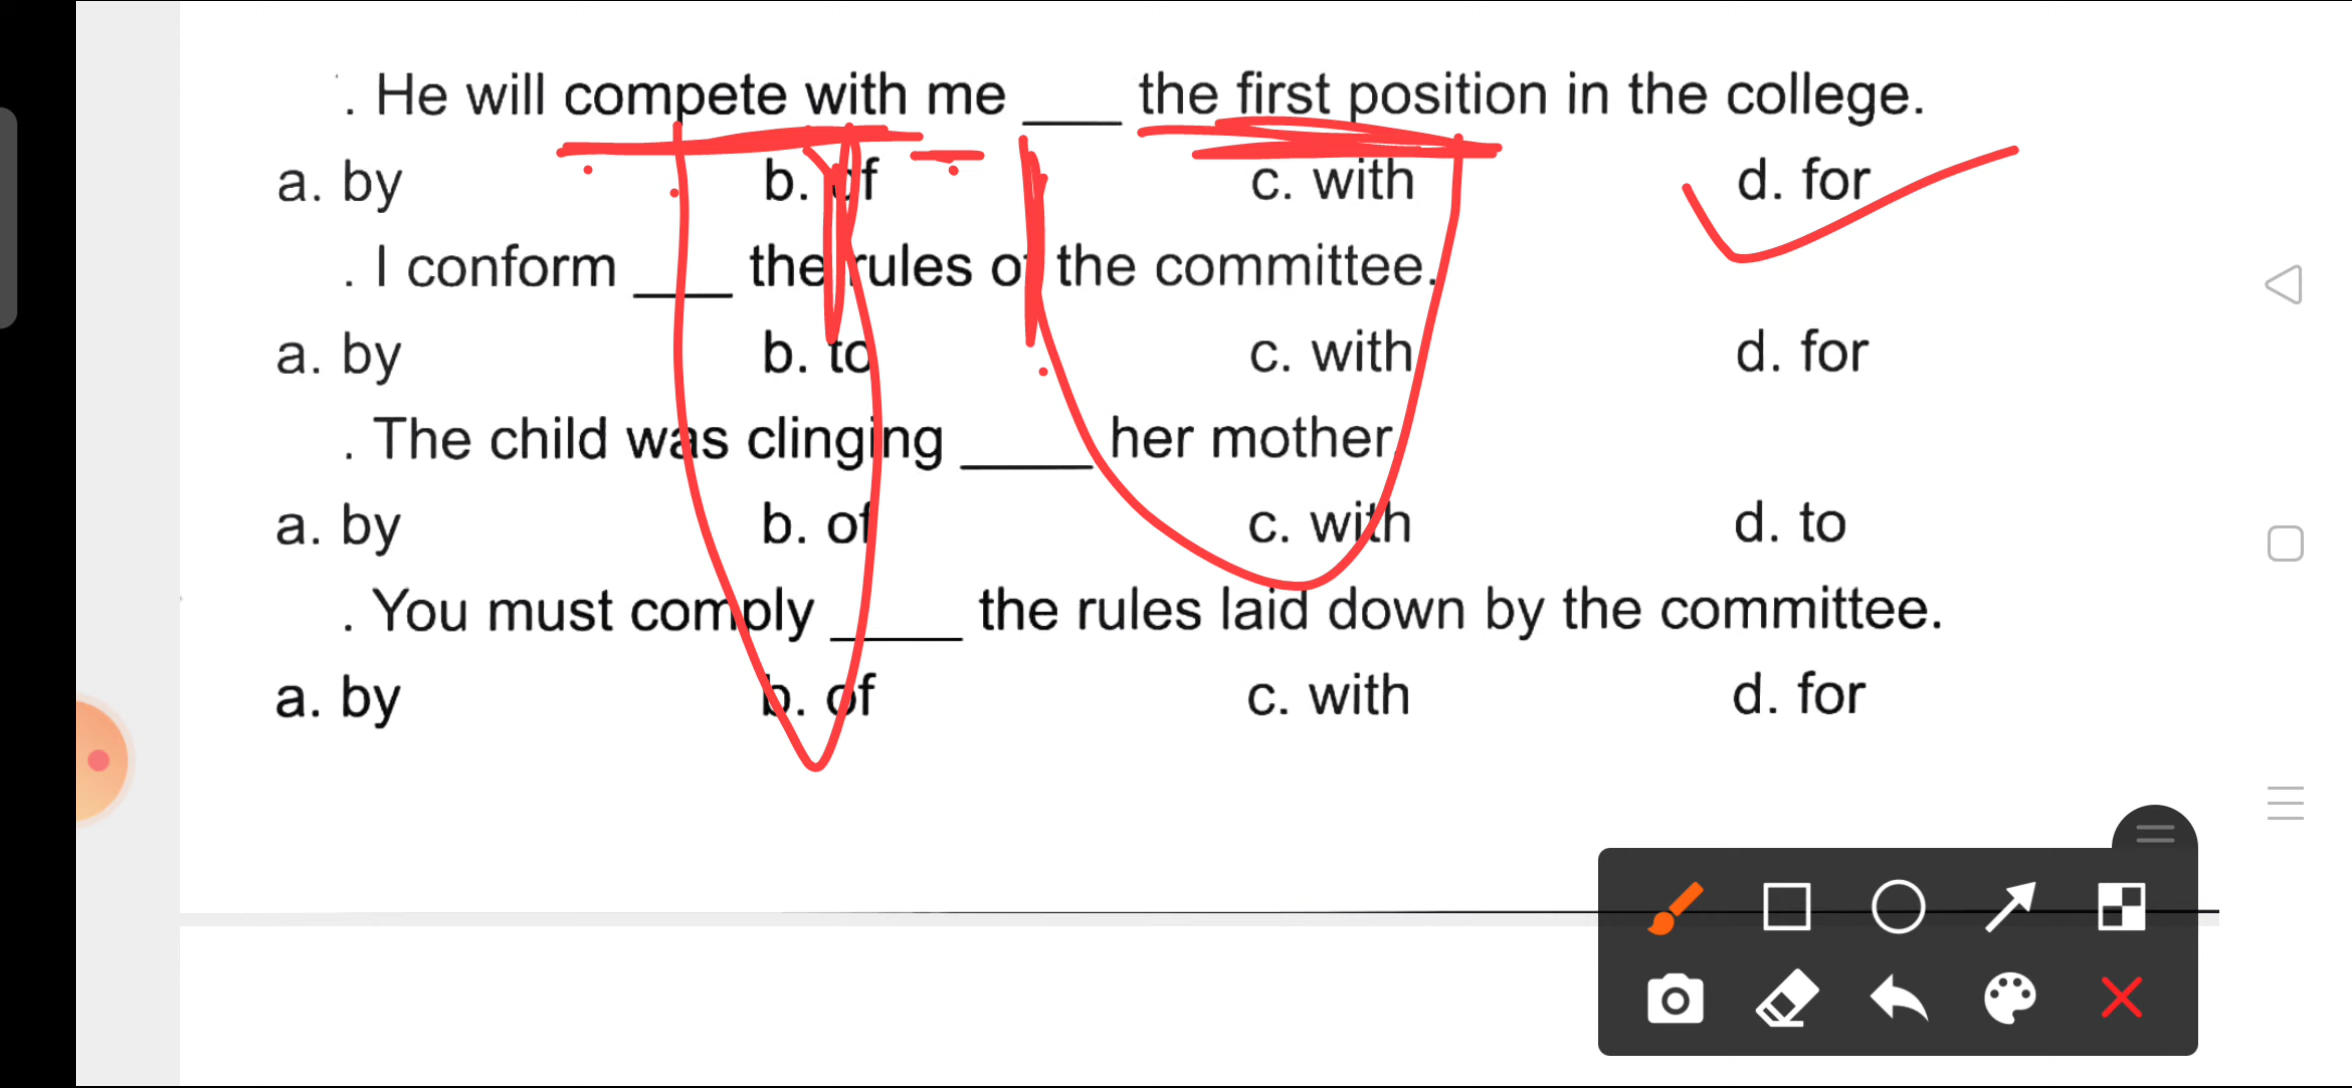 . He will compete with me ____ the first position in the college.
a. by b. of c. with d. for
. I conform ____ the rules of the committee.
a. by b. to c. with d. for
. The child was clinging _____ her mother.
a. by b. of c. with d. to
. You must comply _____ the rules laid down by the committee.
a. by b. of c. with d. for